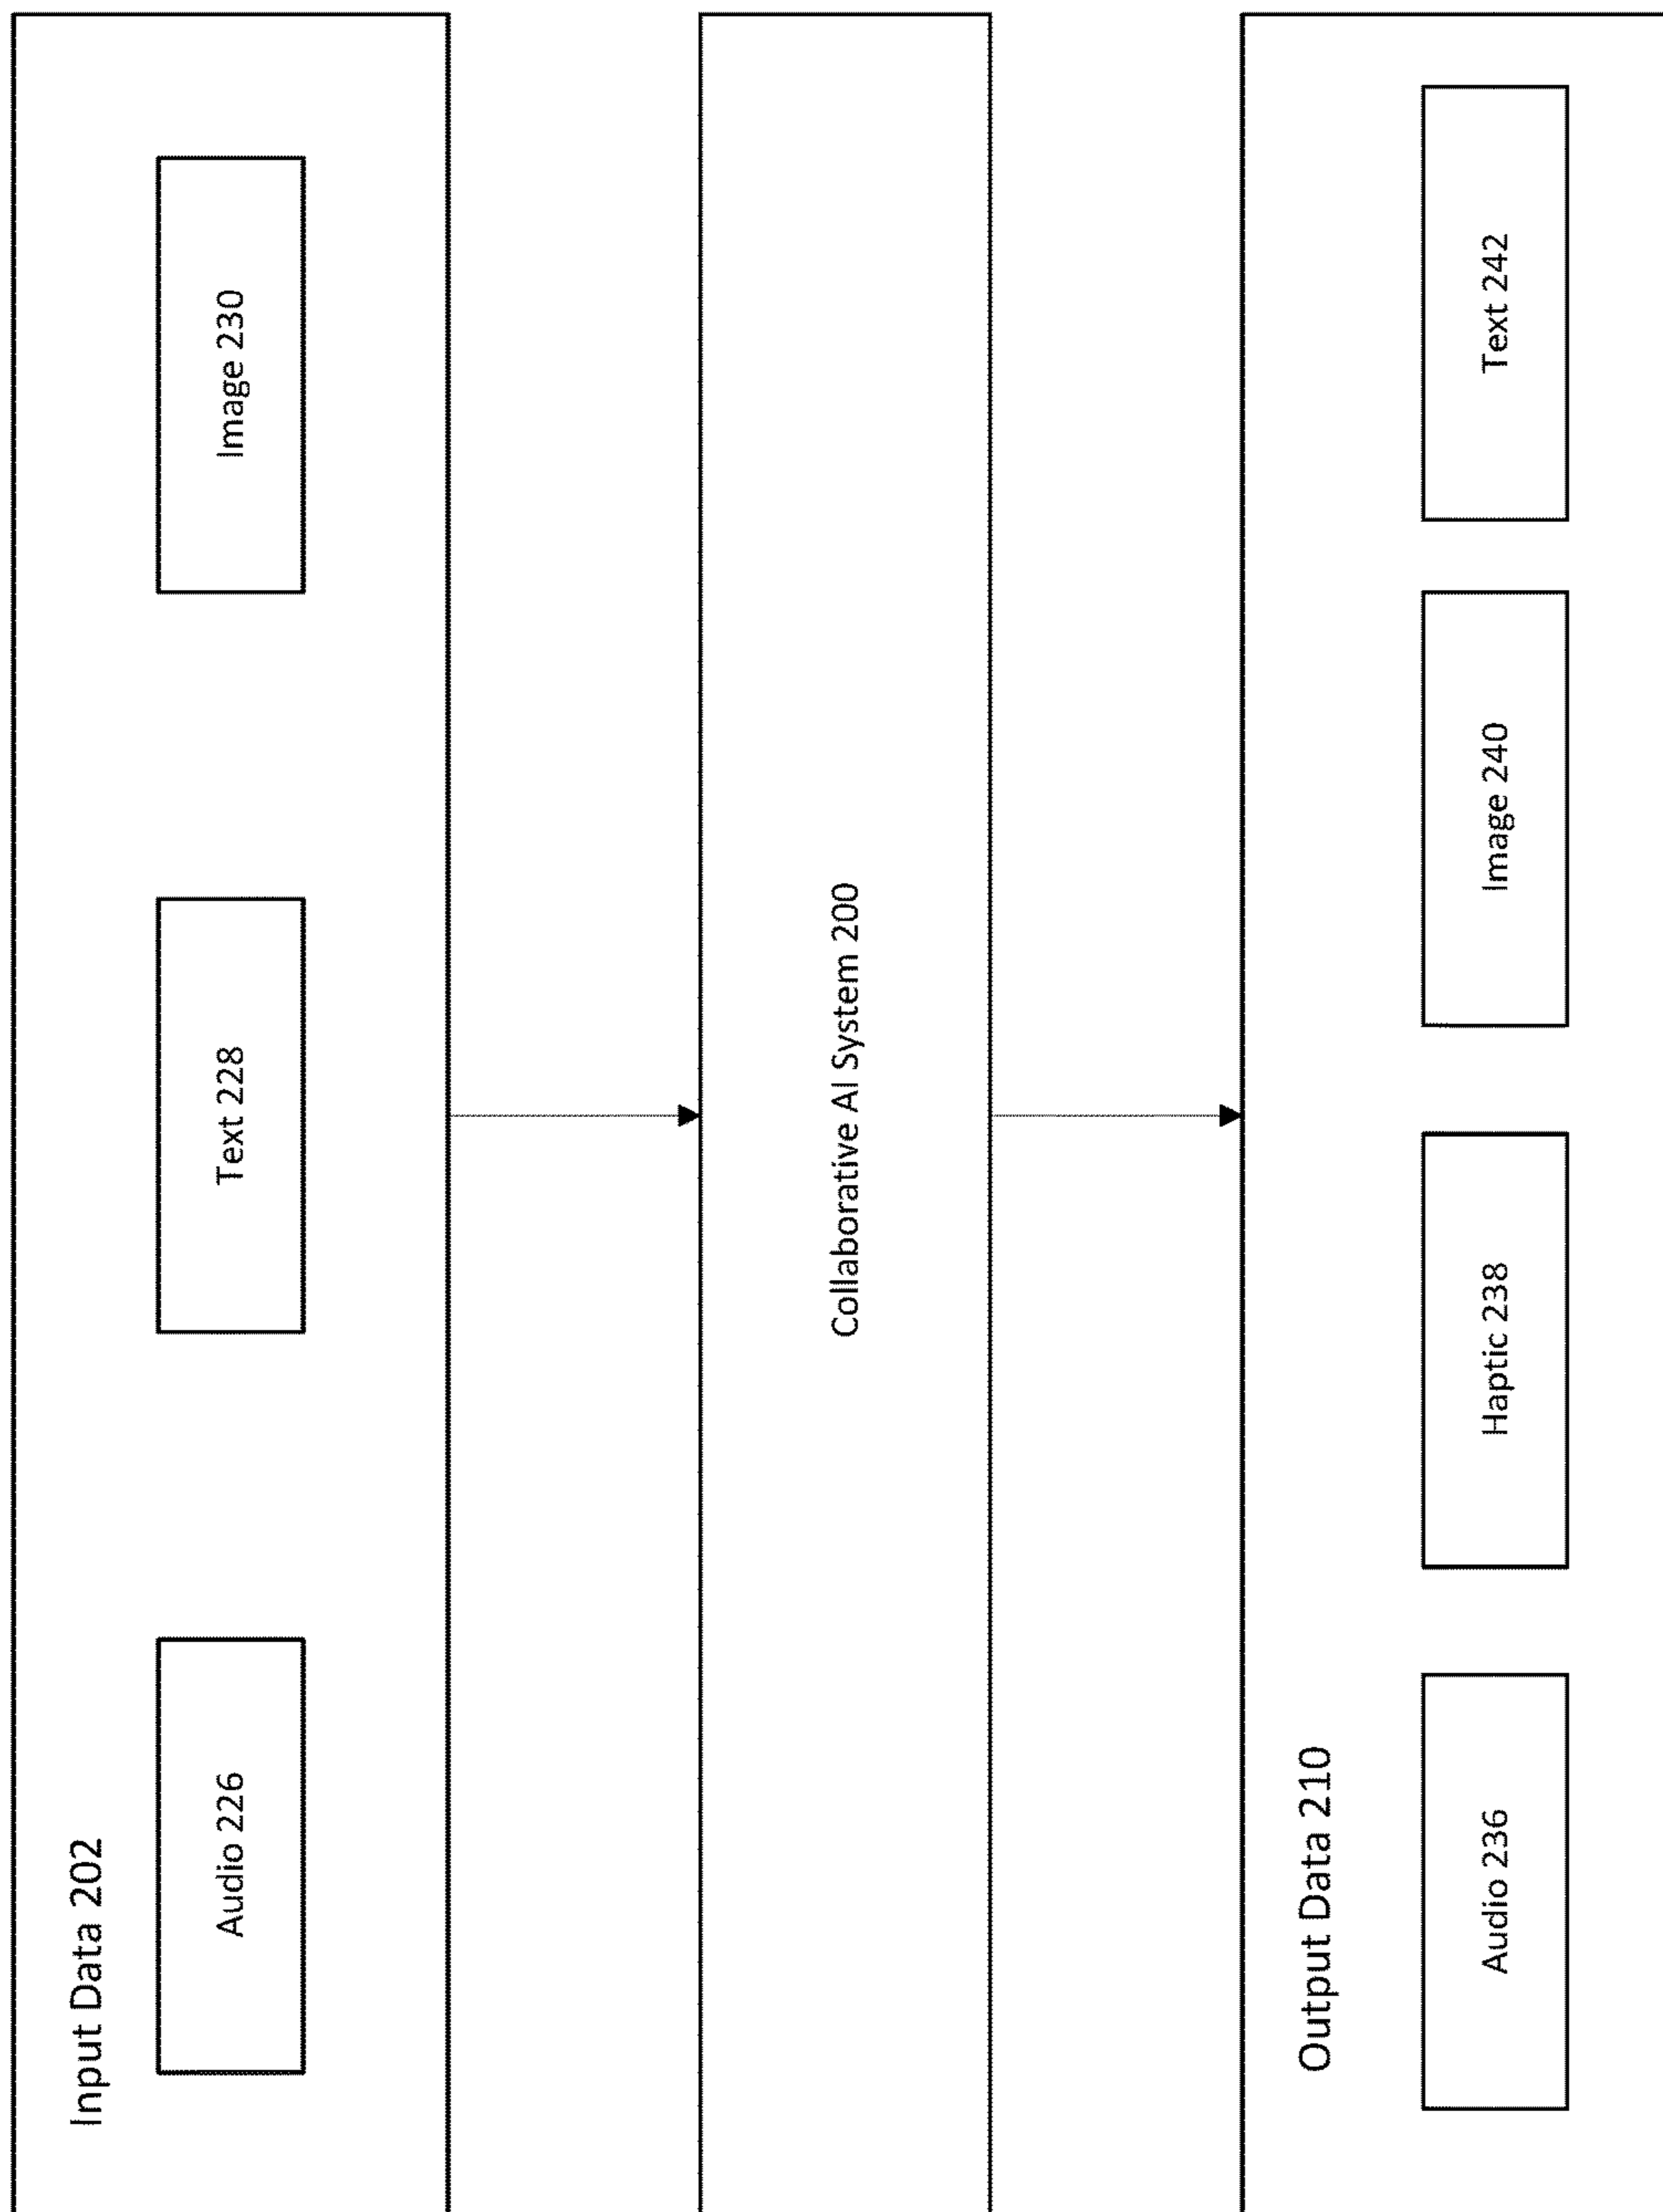 Input Data 202
Audio 226
Text 228
Image 230
Collaborative AI System 200
Output Data 210
Audio 236
Haptic 238
Image 240
Text 242